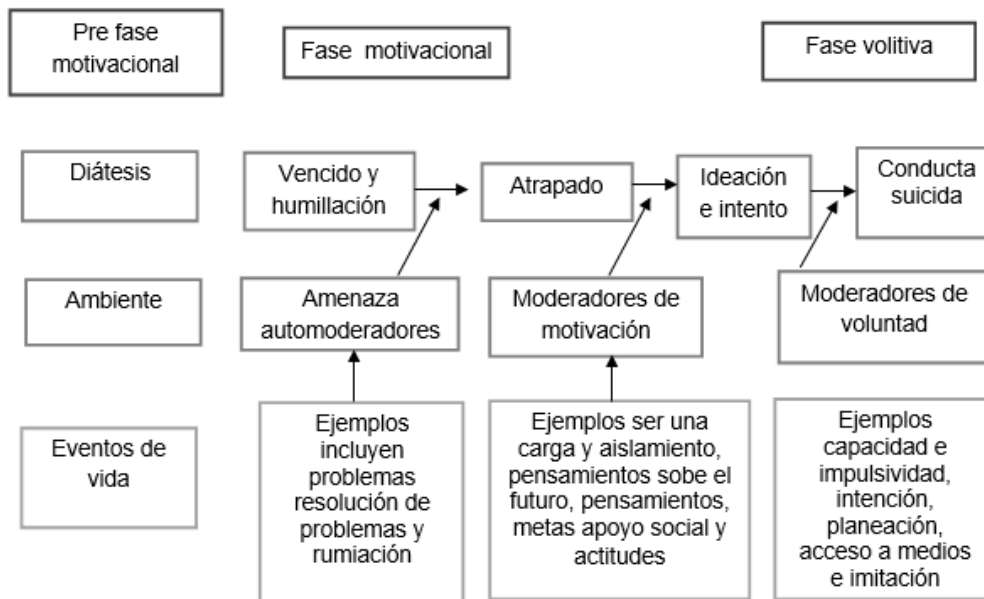 Pre fase
motivacional
Fase motivacional
Fase volitiva
Diátesis
Vencido y
humillación
Atrapado
Ideación
e intento
Conducta
suicida
Ambiente
Amenaza
automoderadores
Moderadores de
motivación
Moderadores de
voluntad
Eventos de
vida
Ejemplos
incluyen
problemas
resolución de
problemas y
rumiación
Ejemplos ser una
carga y aislamiento,
pensamientos sobe el
futuro, pensamientos,
metas apoyo social y
actitudes
Ejemplos
capacidad e
impulsividad,
intención,
planeación,
acceso a medios
e imitación